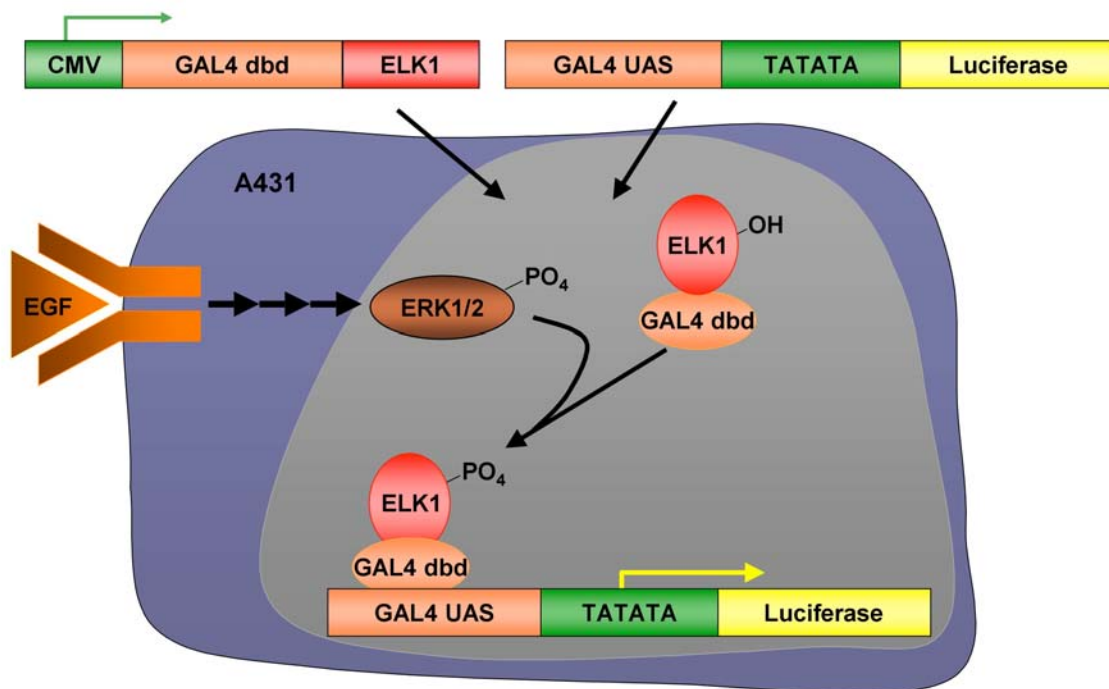 CMV GAL4 dbd ELK1 GAL4 UAS TATATA Luciferase
A431
ELK1 OH
EGF
ERK1/2 PO4
GAL4 dbd
ELK1 PO4
GAL4 dbd
GAL4 UAS TATATA Luciferase